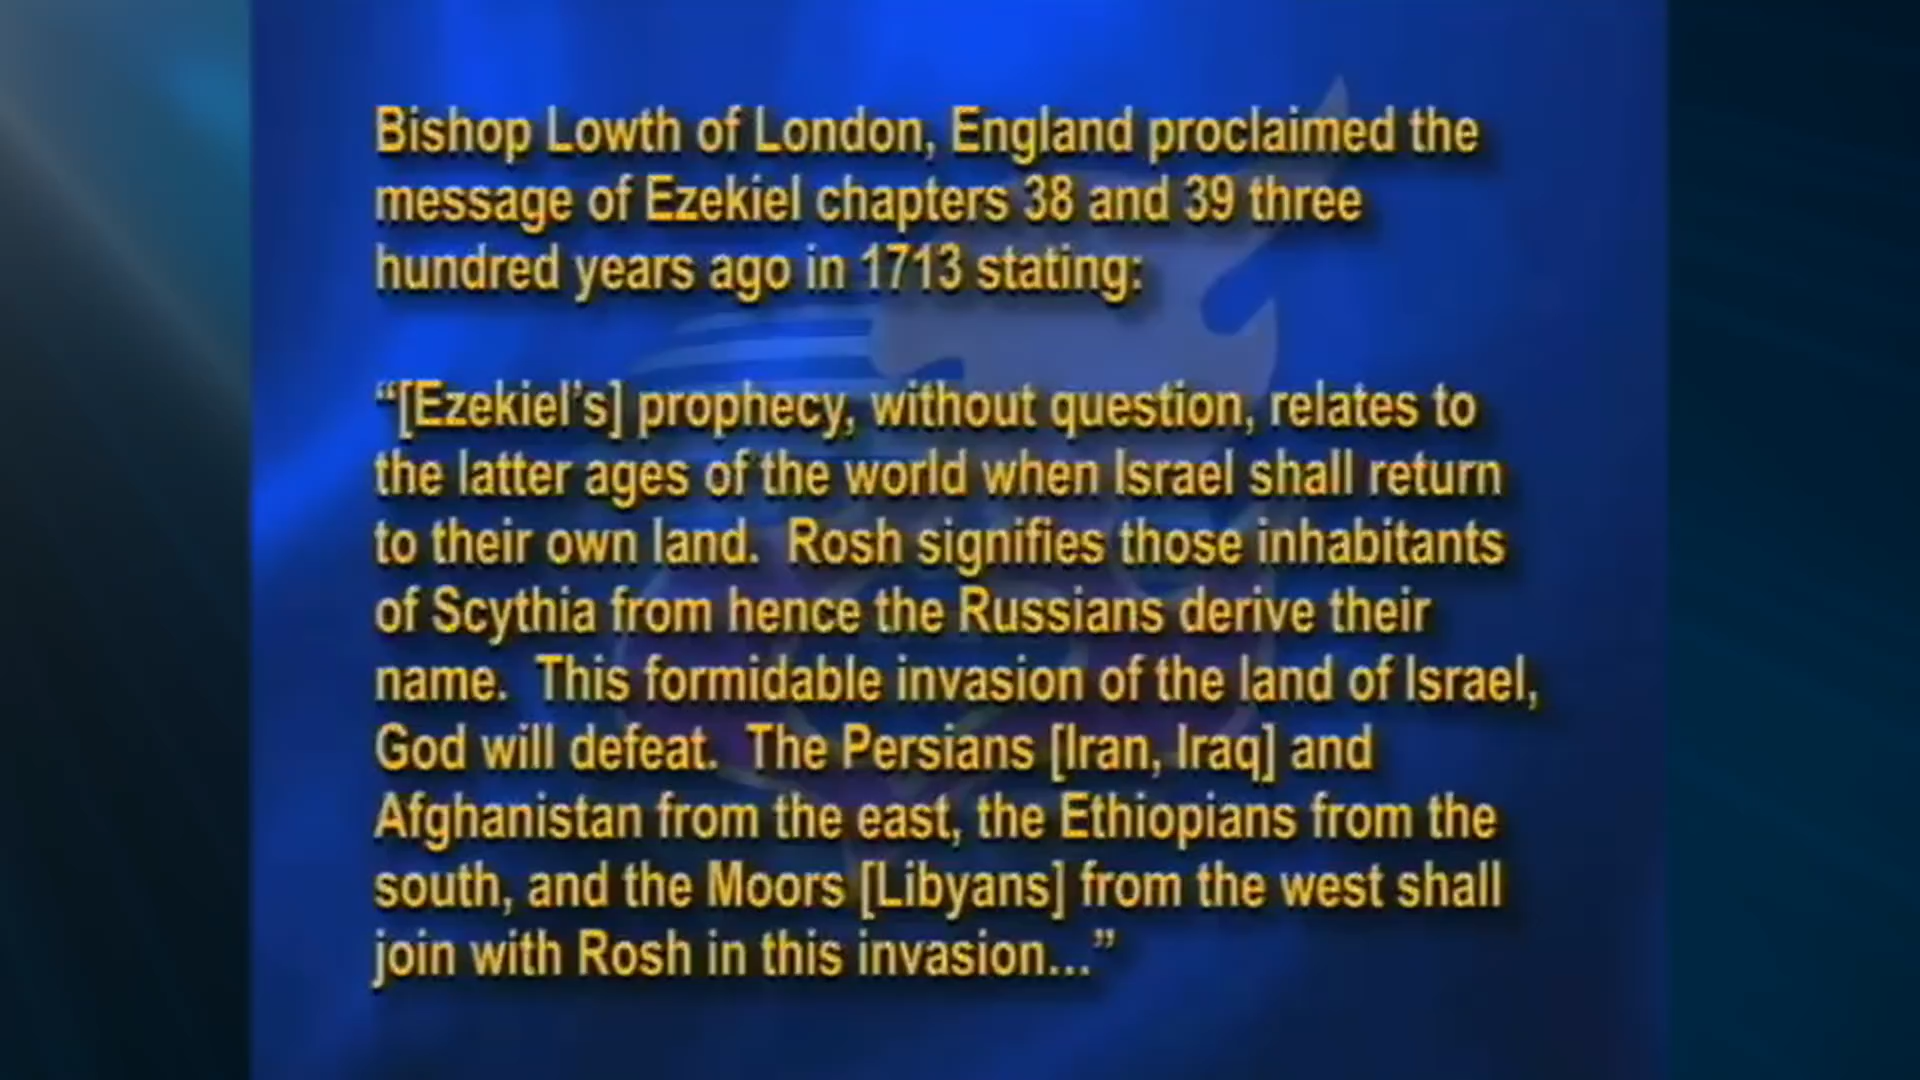 Bishop Lowth of London, England proclaimed the
message of Ezekiel chapters 38 and 39 three
hundred years ago in 1713 stating:
“[Ezekiel’s] prophecy, without question, relates to
the latter ages of the world when Israel shall return
to their own land.  Rosh signifies those inhabitants
of Scythia from hence the Russians derive their
name.  This formidable invasion of the land of Israel,
God will defeat.  The Persians [Iran, Iraq] and
Afghanistan from the east, the Ethiopians from the
south, and the Moors [Libyans] from the west shall
join with Rosh in this invasion...”